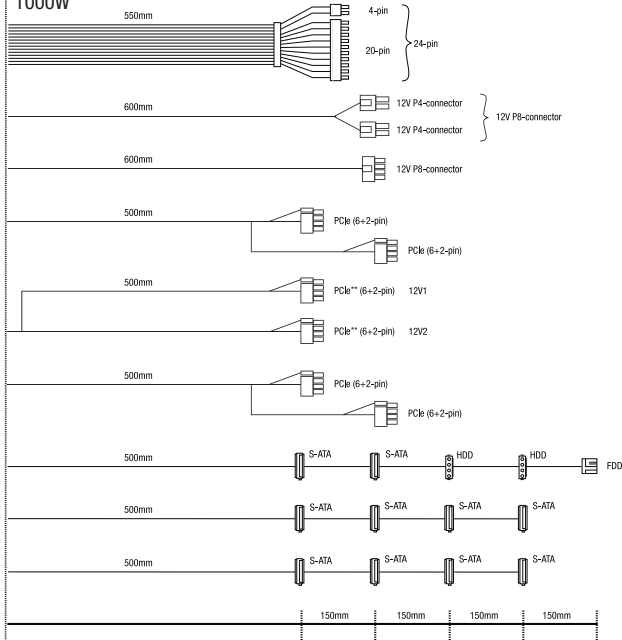 1000W
550mm
4-pin
20-pin
24-pin
600mm
12V P4-connector
12V P4-connector
12V P8-connector
600mm
12V P8-connector
500mm
PCIe (6+2-pin)
PCIe (6+2-pin)
500mm
PCIe** (6+2-pin) 12V1
PCIe** (6+2-pin) 12V2
500mm
PCIe (6+2-pin)
PCIe (6+2-pin)
500mm S-ATA S-ATA HDD HDD FDD
500mm S-ATA S-ATA S-ATA S-ATA
500mm S-ATA S-ATA S-ATA S-ATA
150mm 150mm 150mm 150mm